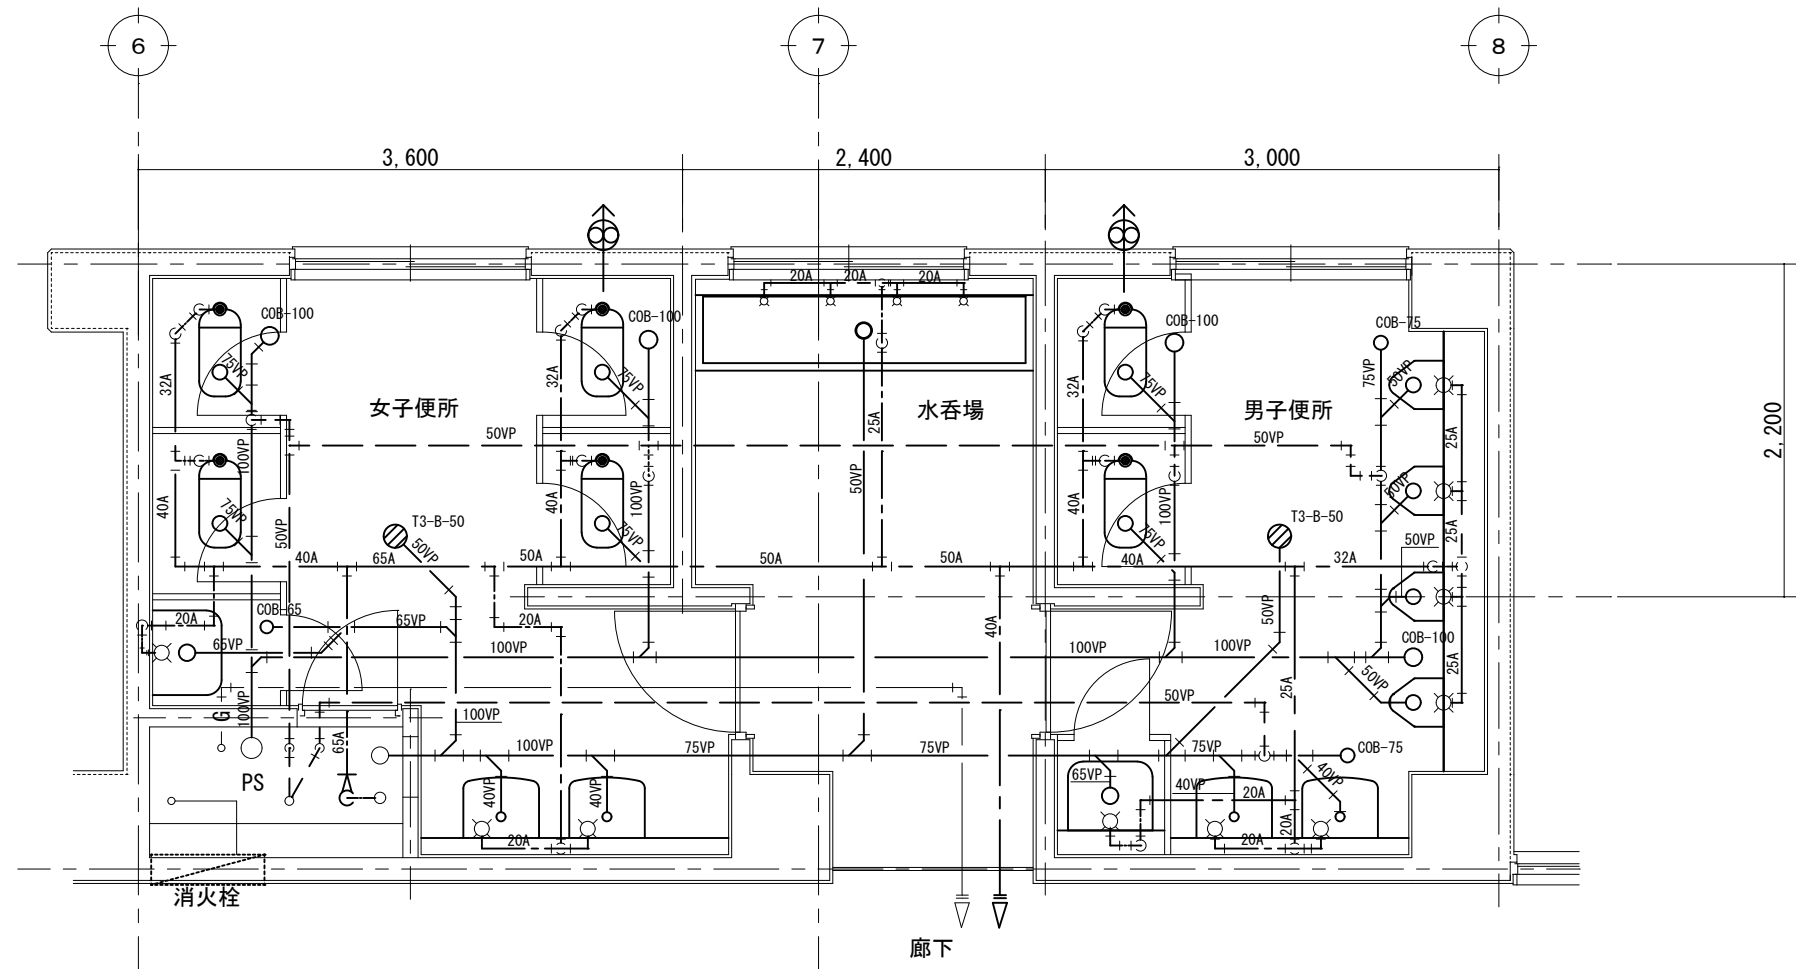 6
7
8
3,600
2,400
3,000
2,200
20A
20A
20A
COB-100
COB-100
COB-100
COB-75
75VP
75VP
75VP
75VP
50VP
32A
32A
32A
女子便所
水呑場
男子便所
25A
25A
50VP
50VP
100VP
100VP
100VP
50VP
50VP
40A
40A
40A
75VP
75VP
75VP
T3-B-50
T3-B-50
50VP
50VP
25A
50VP
40A
65A
50A
50A
50A
40A
32A
COB-65
20A
65VP
20A
50VP
40A
65VP
100VP
100VP
100VP
COB-100
50VP
25A
G
100VP
100VP
50VP
25A
65A
100VP
75VP
75VP
75VP
COB-75
PS
40VP
40VP
65VP
40VP
20A
40VP
20A
20A
20A
消火栓
廊下